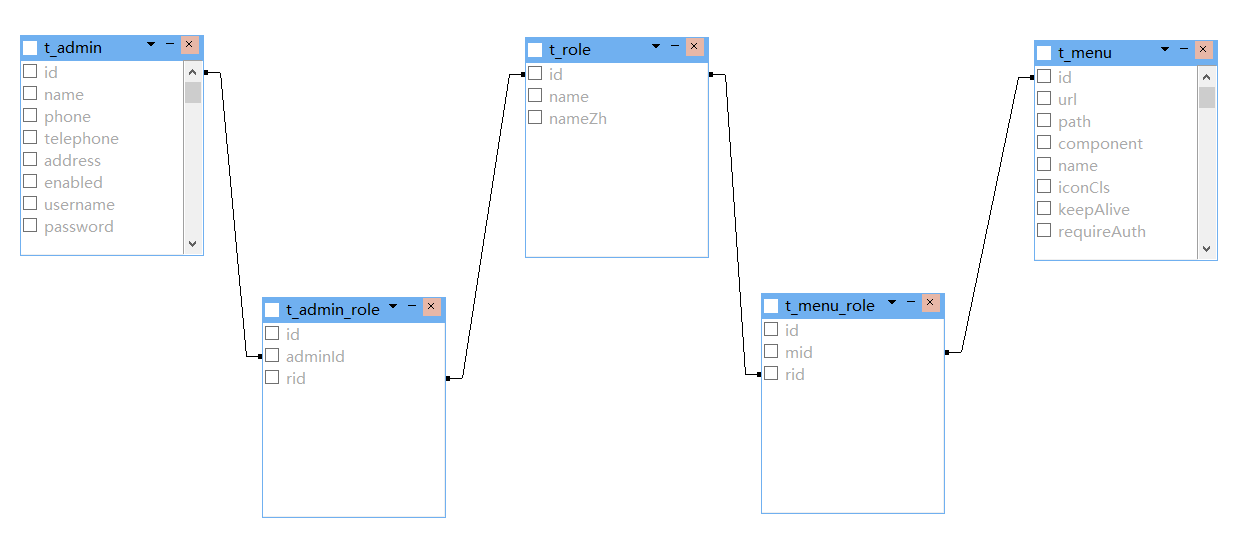 t_admin
id
name
phone
telephone
address
enabled
username
password
t_role
id
name
nameZh
t_menu
id
url
path
component
name
iconCls
keepAlive
requireAuth
t_admin_role
id
adminId
rid
t_menu_role
id
mid
rid